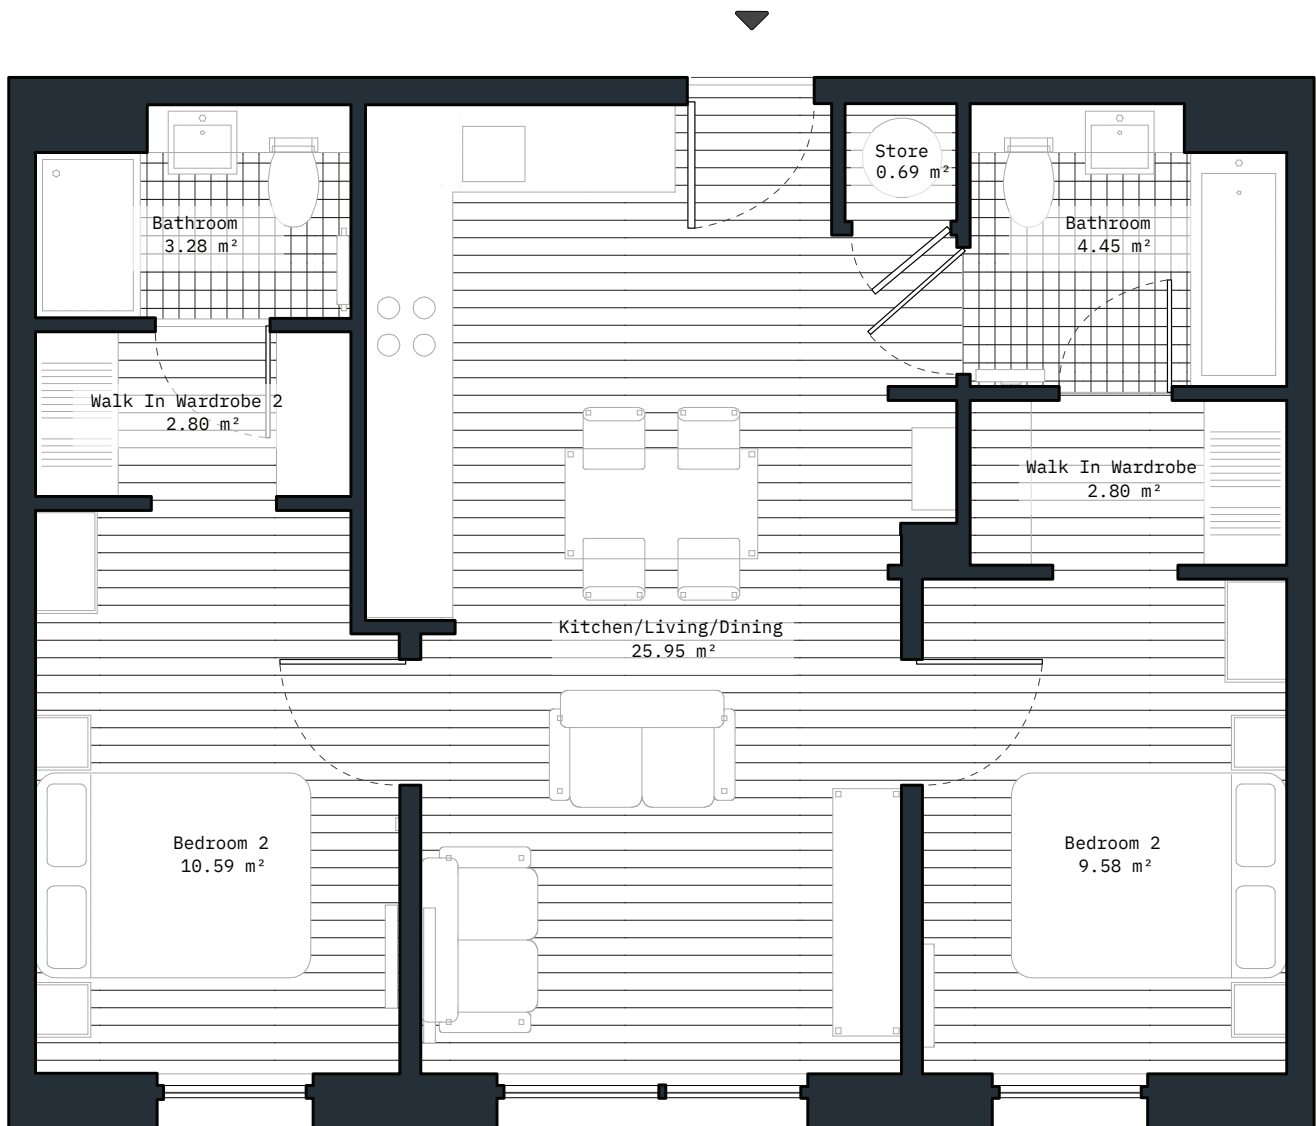 Store
0.69 m²
Bathroom
3.28 m²
Bathroom
4.45 m²
Walk In Wardrobe 2
2.80 m²
Walk In Wardrobe
2.80 m²
Kitchen/Living/Dining
25.95 m²
Bedroom 2
10.59 m²
Bedroom 2
9.58 m²